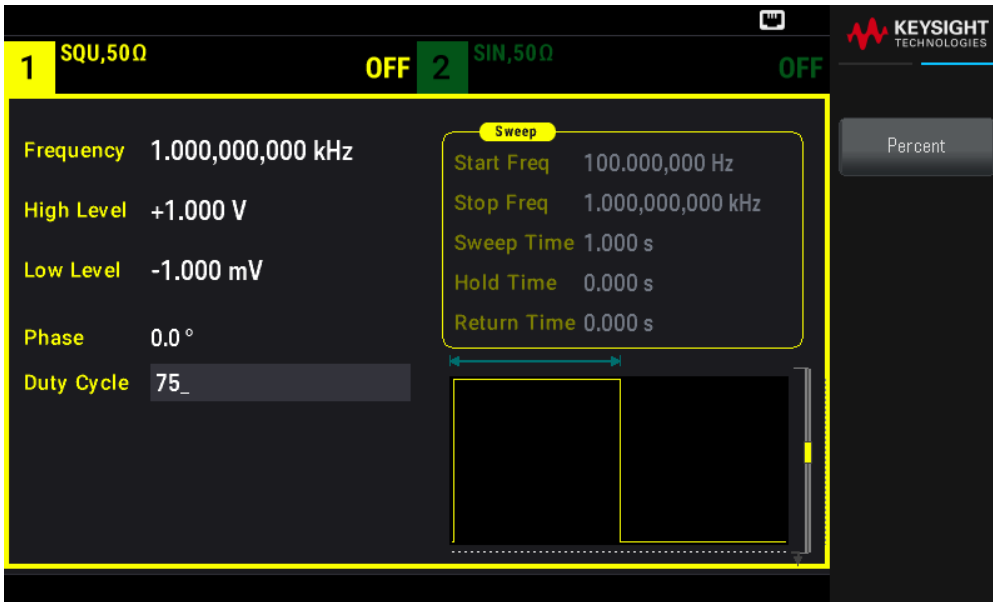 KEYSIGHT
TECHNOLOGIES
1 SQU,50Ω OFF
2 SIN,50Ω OFF
Frequency 1.000,000,000 kHz
High Level +1.000 V
Low Level -1.000 mV
Phase 0.0 °
Duty Cycle 75_
Sweep
Start Freq 100.000,000 Hz
Stop Freq 1.000,000,000 kHz
Sweep Time 1.000 s
Hold Time 0.000 s
Return Time 0.000 s
Percent